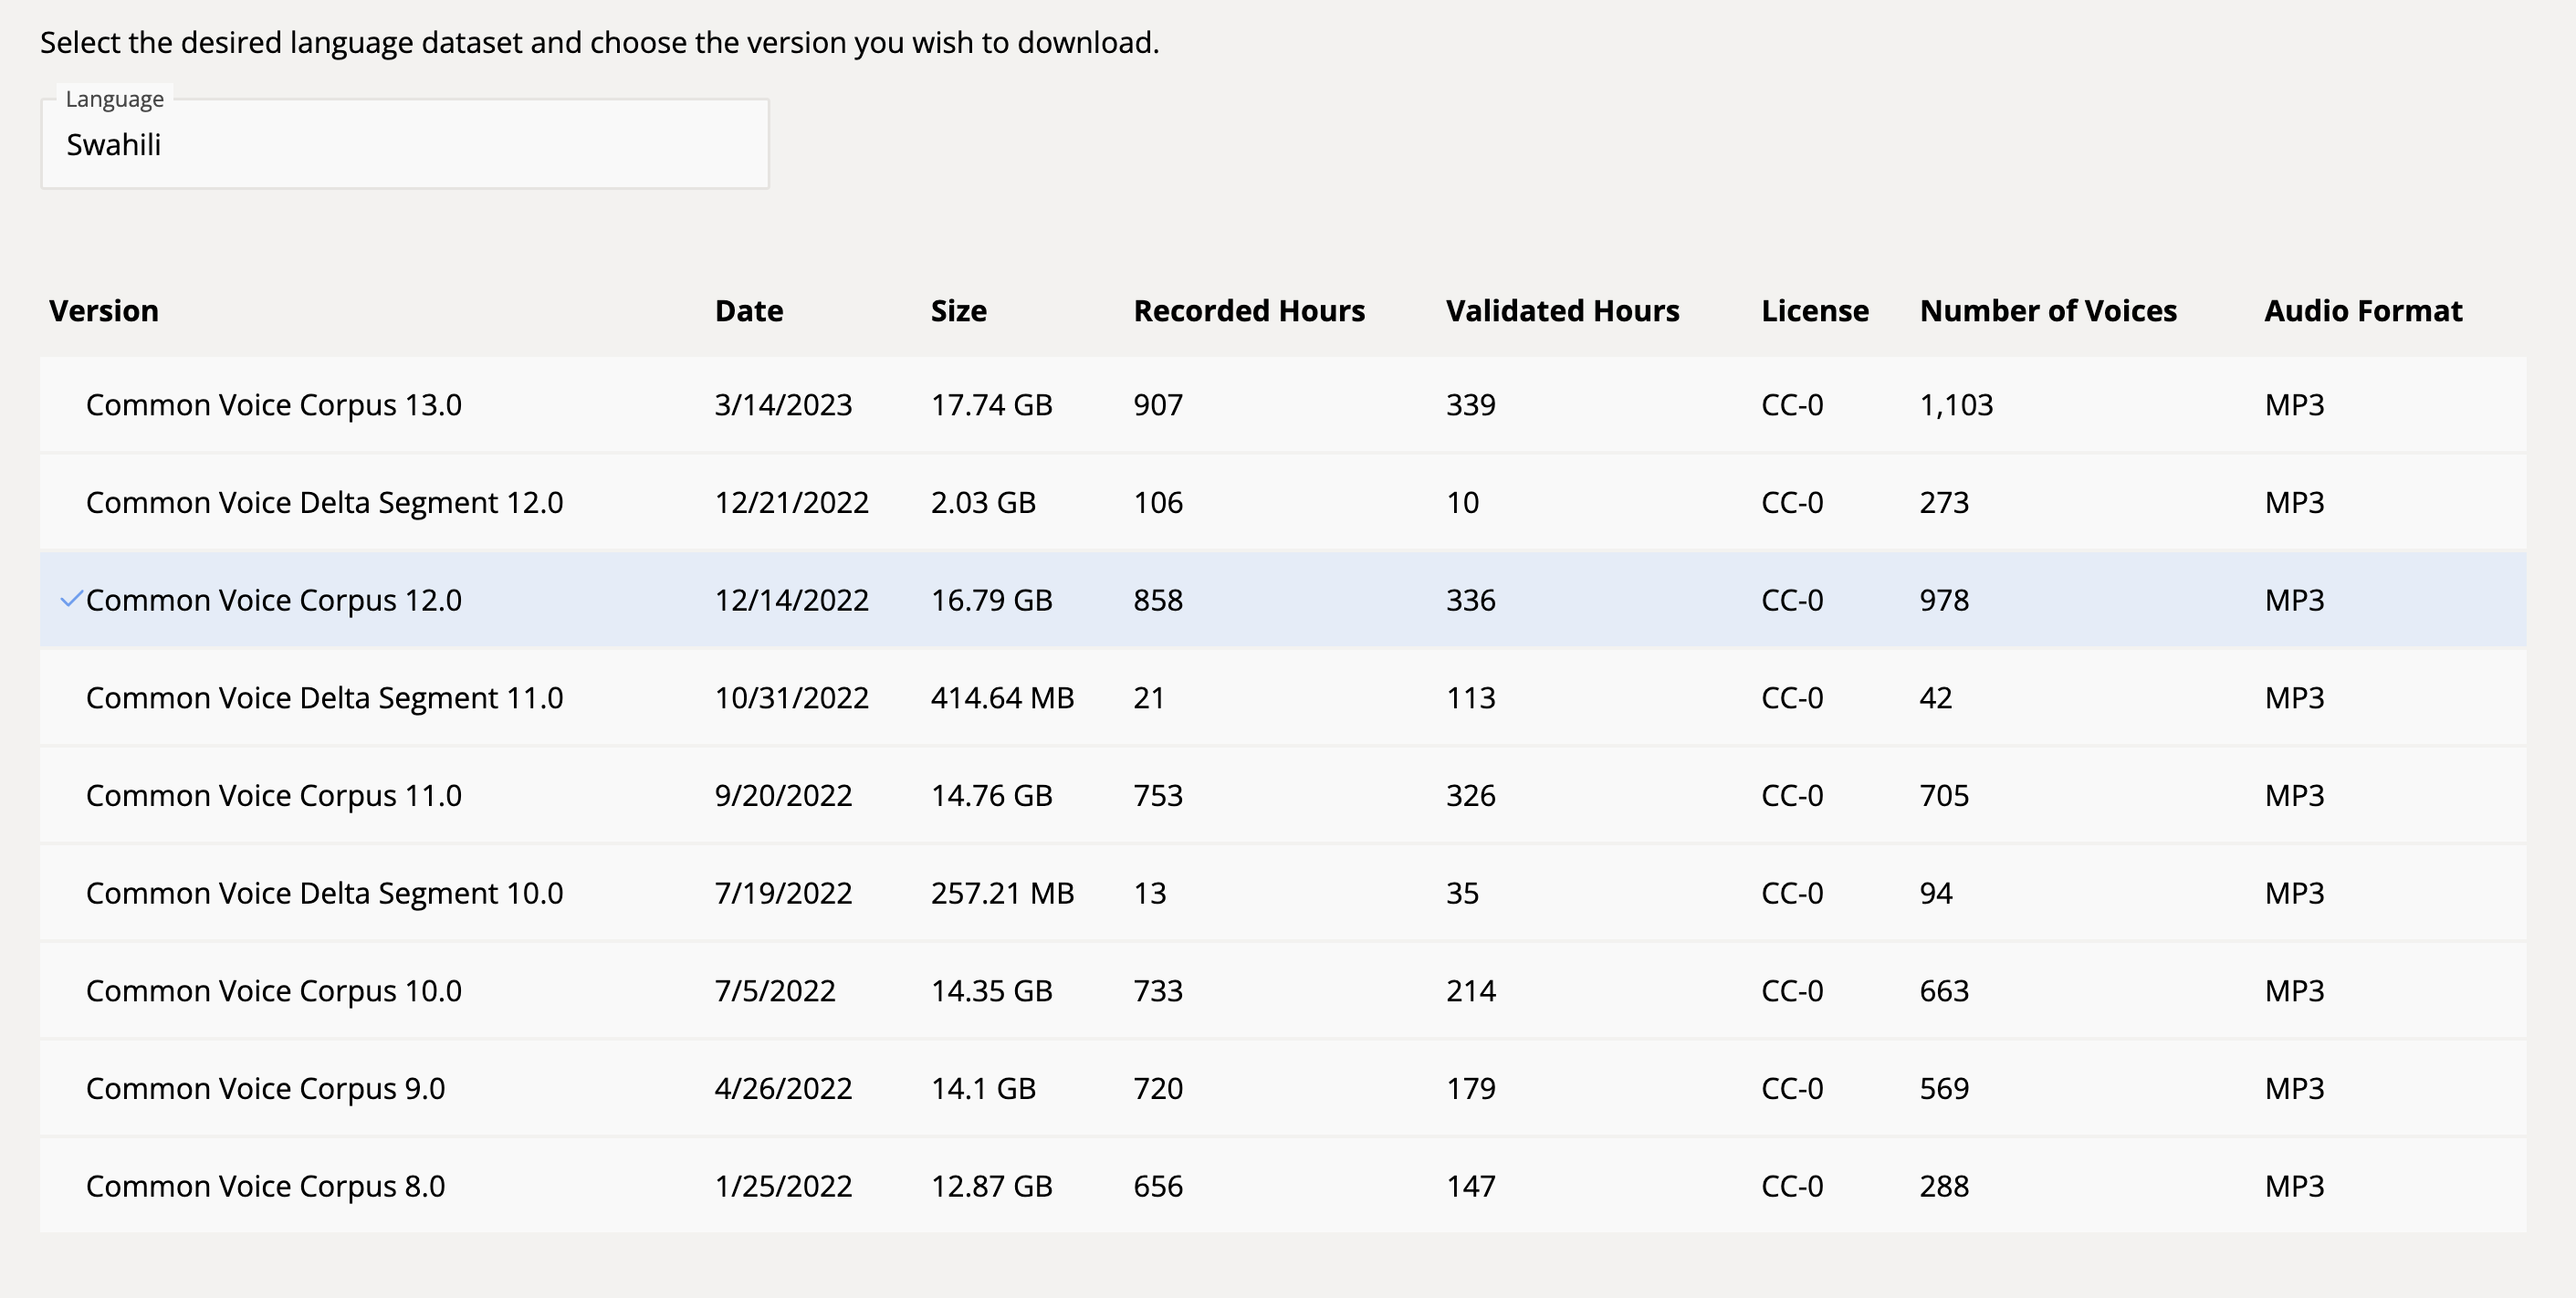 Select the desired language dataset and choose the version you wish to download.
Language
Swahili
Version Date Size Recorded Hours Validated Hours License Number of Voices Audio Format
Common Voice Corpus 13.0 3/14/2023 17.74 GB 907 339 CC-0 1,103 MP3
Common Voice Delta Segment 12.0 12/21/2022 2.03 GB 106 10 CC-0 273 MP3
Common Voice Corpus 12.0 12/14/2022 16.79 GB 858 336 CC-0 978 MP3
Common Voice Delta Segment 11.0 10/31/2022 414.64 MB 21 113 CC-0 42 MP3
Common Voice Corpus 11.0 9/20/2022 14.76 GB 753 326 CC-0 705 MP3
Common Voice Delta Segment 10.0 7/19/2022 257.21 MB 13 35 CC-0 94 MP3
Common Voice Corpus 10.0 7/5/2022 14.35 GB 733 214 CC-0 663 MP3
Common Voice Corpus 9.0 4/26/2022 14.1 GB 720 179 CC-0 569 MP3
Common Voice Corpus 8.0 1/25/2022 12.87 GB 656 147 CC-0 288 MP3